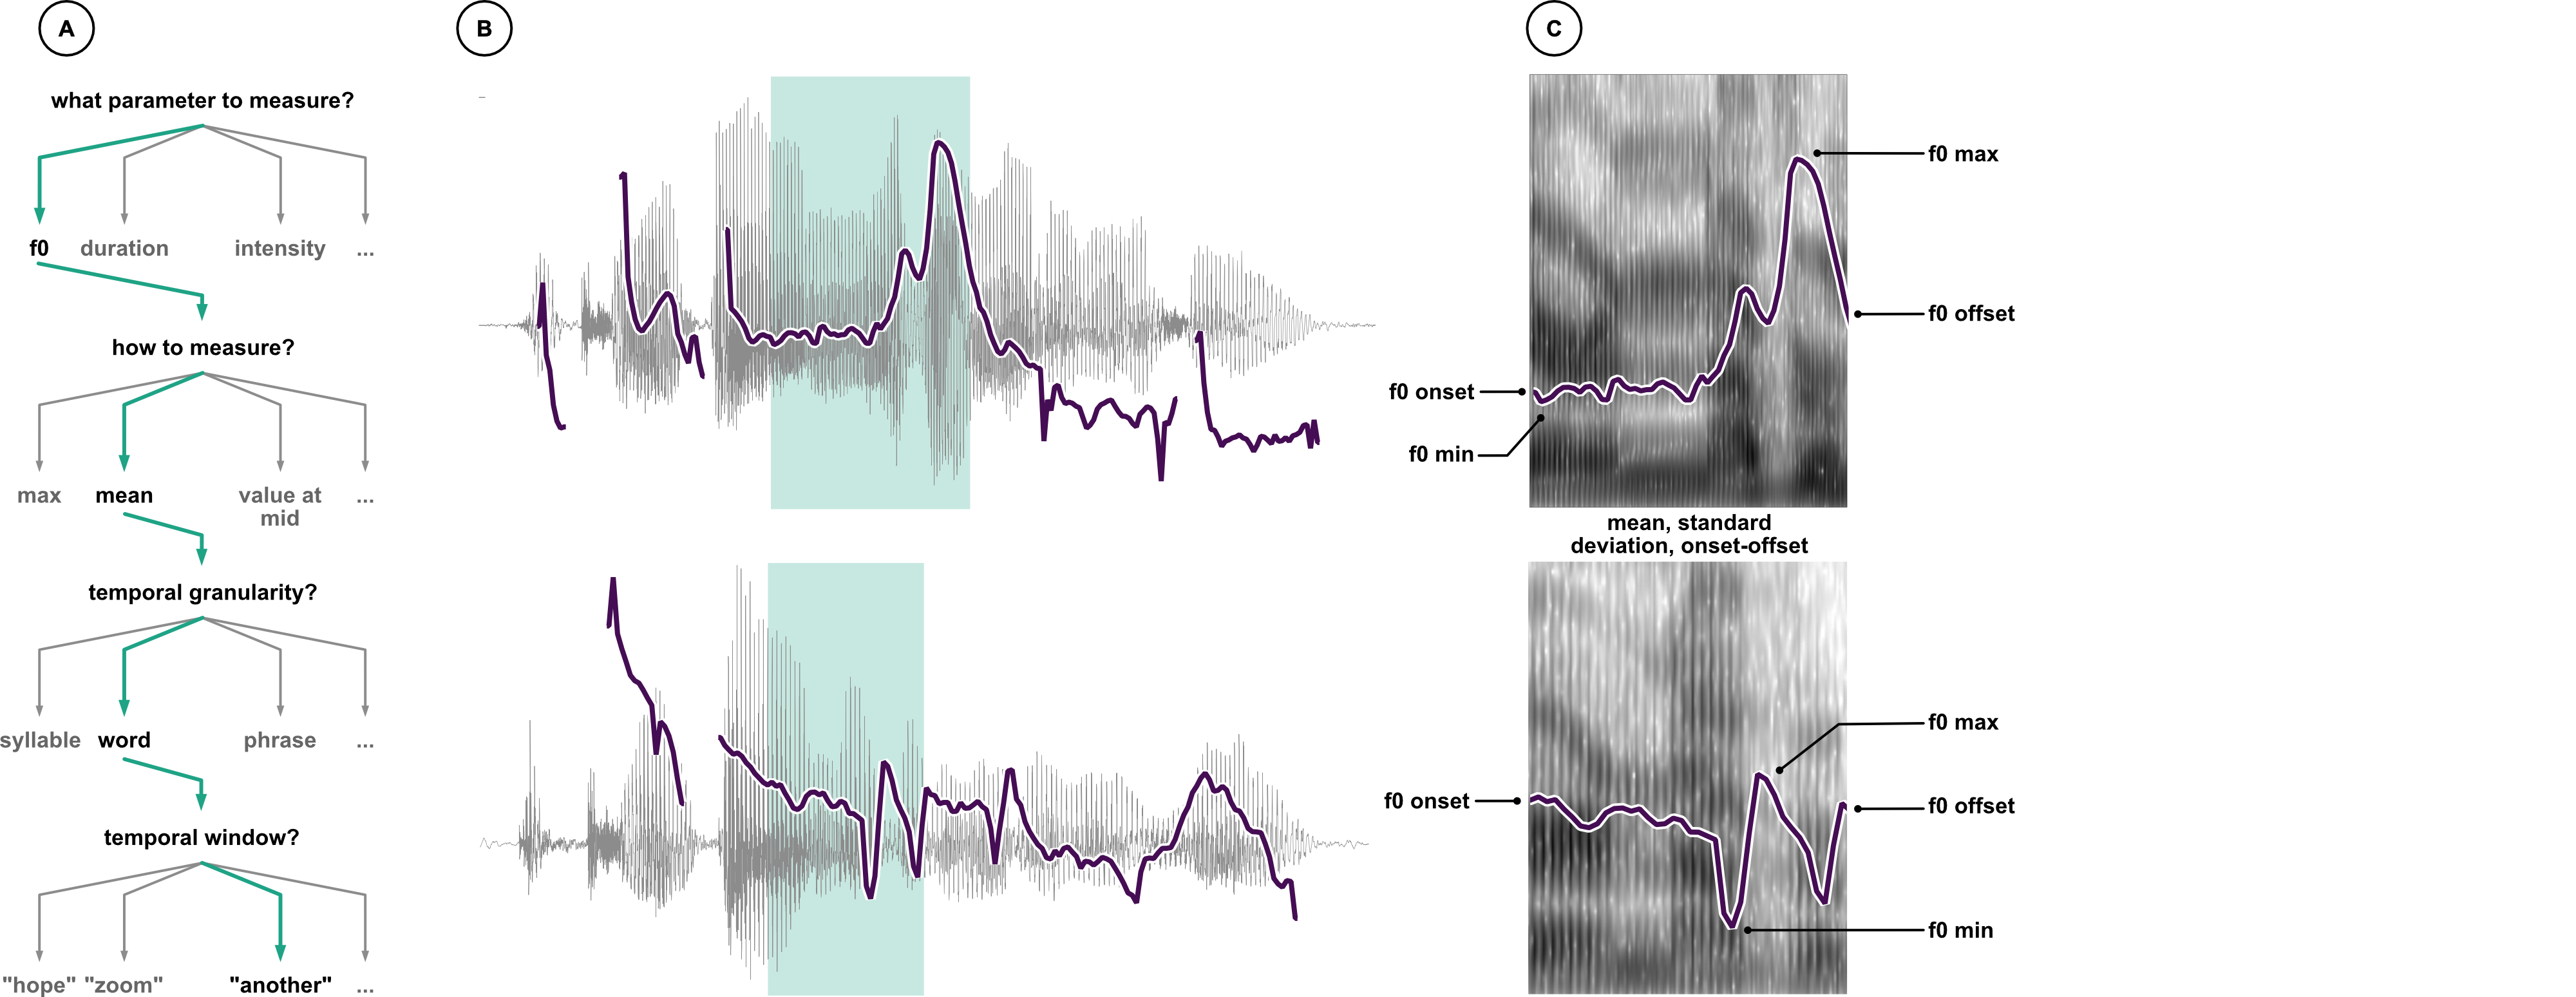 A
what parameter to measure?
f0 duration intensity ...
how to measure?
max mean value at mid ...
temporal granularity?
syllable word phrase ...
temporal window?
"hope" "zoom" "another" ...
B
C
f0 max
f0 offset
f0 onset
f0 min
mean, standard
deviation, onset-offset
f0 max
f0 onset
f0 offset
f0 min